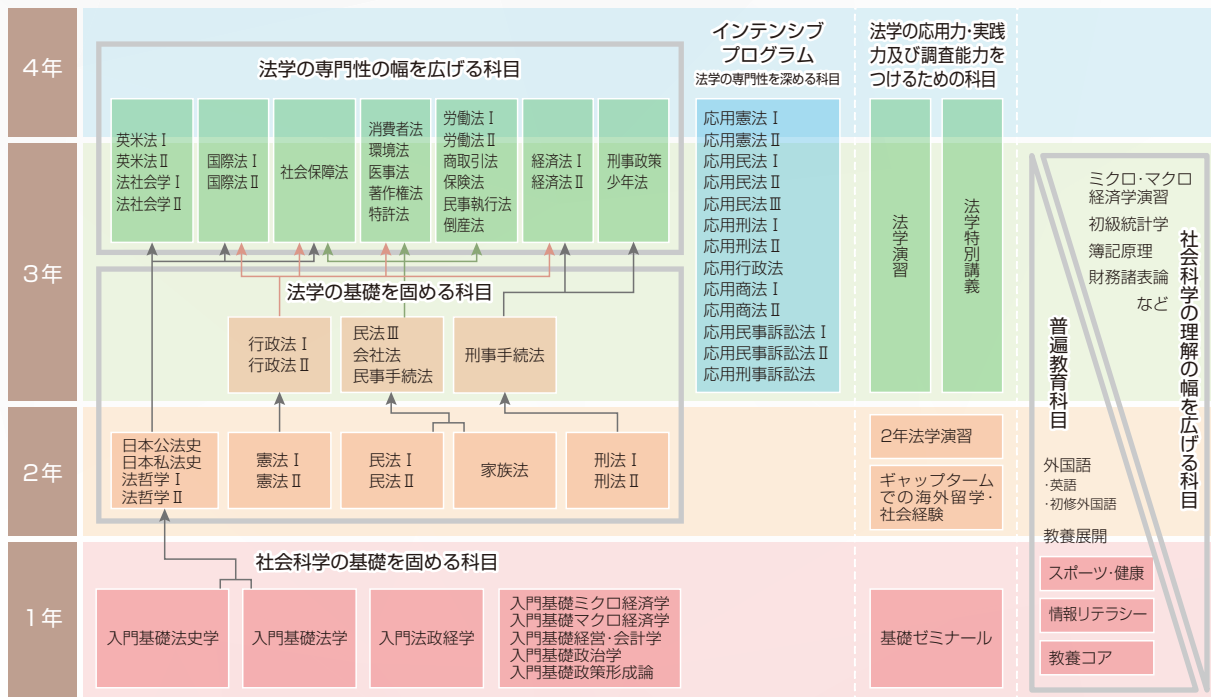 4年
法学の専門性の幅を広げる科目
英米法Ⅰ
英米法Ⅱ
法社会学Ⅰ
法社会学Ⅱ
国際法Ⅰ
国際法Ⅱ
社会保障法
消費者法
環境法
医事法
著作権法
特許法
労働法Ⅰ
労働法Ⅱ
商取引法
保険法
民事執行法
倒産法
経済法Ⅰ
経済法Ⅱ
刑事政策
少年法
インテンシブ
プログラム
法学の専門性を深める科目
応用憲法Ⅰ
応用憲法Ⅱ
応用民法Ⅰ
応用民法Ⅱ
応用民法Ⅲ
応用刑法Ⅰ
応用刑法Ⅱ
応用行政法
応用商法Ⅰ
応用商法Ⅱ
応用民事訴訟法Ⅰ
応用民事訴訟法Ⅱ
応用刑事訴訟法
法学の応用力・実践
力及び調査能力を
つけるための科目
法学演習
法学特別講義
3年
法学の基礎を固める科目
行政法Ⅰ
行政法Ⅱ
民法Ⅲ
会社法
民事手続法
刑事手続法
ミクロ・マクロ
経済学演習
初級統計学
簿記原理
財務諸表論
など
社会科学の理解の幅を広げる科目
普遍教育科目
2年
日本公法史
日本私法史
法哲学Ⅰ
法哲学Ⅱ
憲法Ⅰ
憲法Ⅱ
民法Ⅰ
民法Ⅱ
家族法
刑法Ⅰ
刑法Ⅱ
2年法学演習
ギャップターム
での海外留学・
社会経験
外国語
・英語
・初修外国語
教養展開
1年
社会科学の基礎を固める科目
入門基礎法史学
入門基礎法学
入門法政経学
入門基礎ミクロ経済学
入門基礎マクロ経済学
入門基礎経営・会計学
入門基礎政治学
入門基礎政策形成論
基礎ゼミナール
スポーツ・健康
情報リテラシー
教養コア